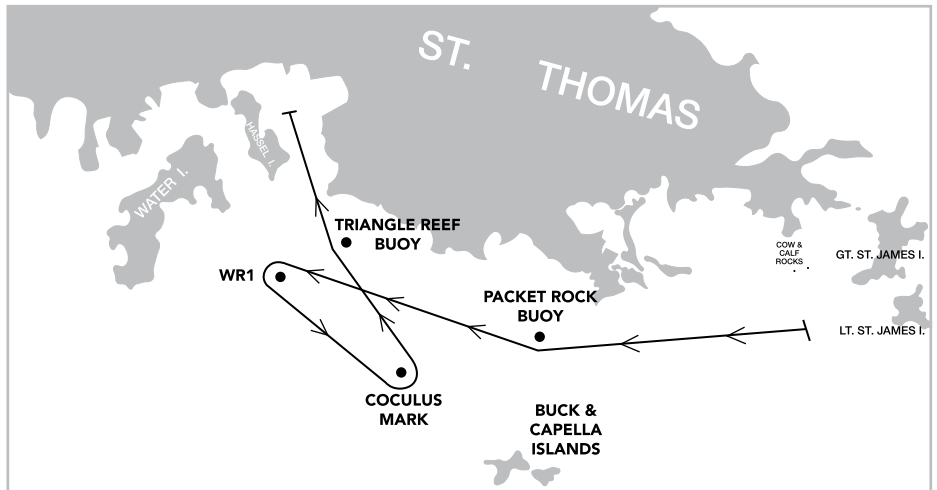 ST. THOMAS
HASSEL I.
WATER I.
TRIANGLE REEF
BUOY
COW &
CALF
ROCKS
GT. ST. JAMES I.
WR1
PACKET ROCK
BUOY
LT. ST. JAMES I.
COCULUS
MARK
BUCK &
CAPELLA
ISLANDS